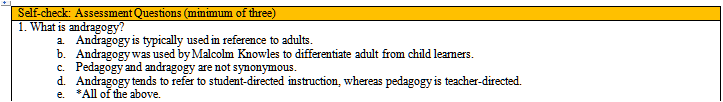 Self-check: Assessment Questions (minimum of three)
1. What is andragogy?
a. Andragogy is typically used in reference to adults.
b. Andragogy was used by Malcolm Knowles to differentiate adult from child learners.
c. Pedagogy and andragogy are not synonymous.
d. Andragogy tends to refer to student-directed instruction, whereas pedagogy is teacher-directed.
e. *All of the above.